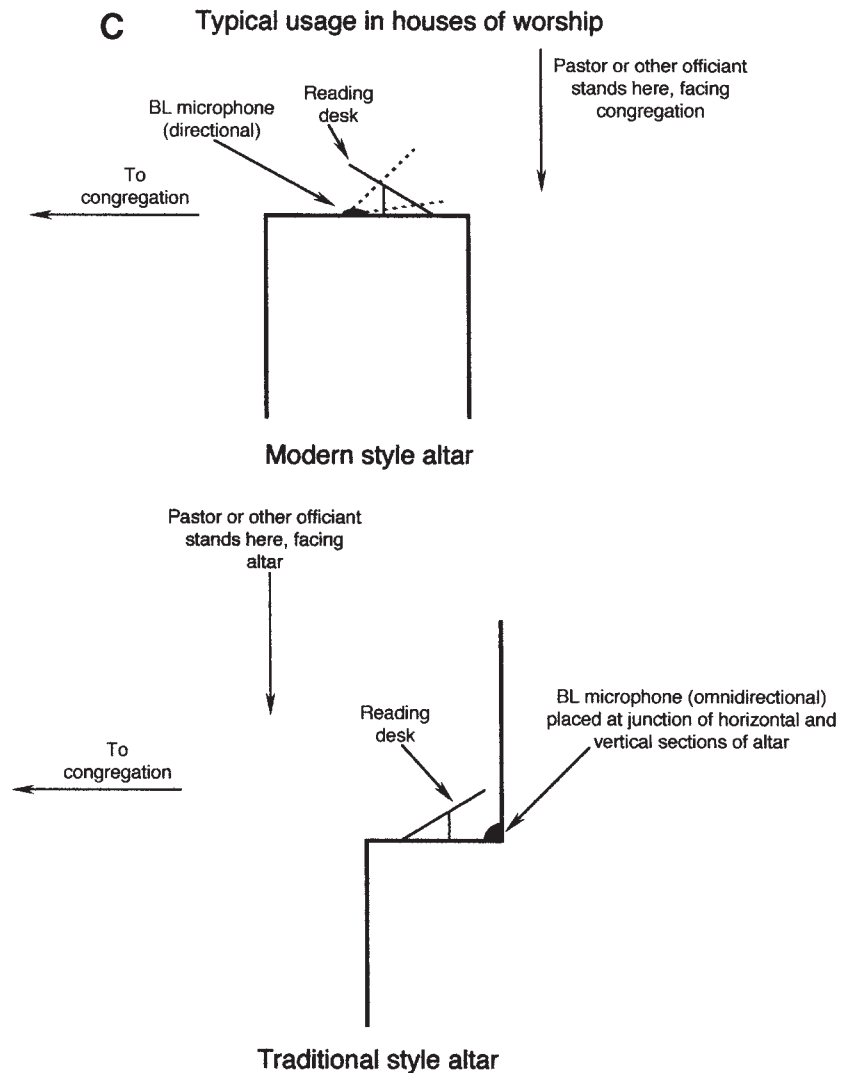 C
Typical usage in houses of worship
Pastor or other officiant
stands here, facing
congregation
Reading
desk
BL microphone
(directional)
To
congregation
Modern style altar
Pastor or other officiant
stands here, facing
altar
Reading
desk
BL microphone (omnidirectional)
placed at junction of horizontal and
vertical sections of altar
To
congregation
Traditional style altar